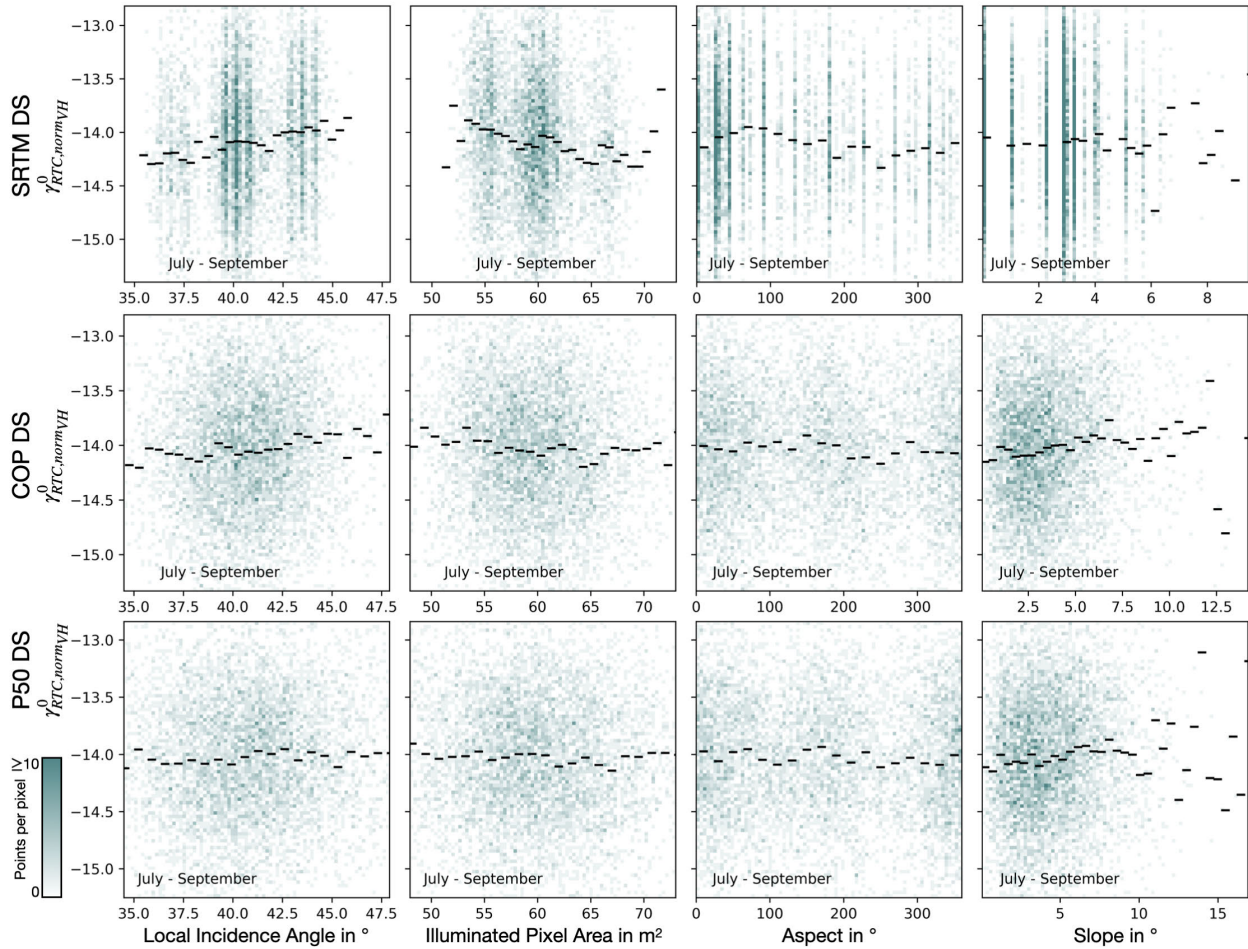 SRTM DS
γ⁰RTC,normVH
−13.0
−13.5
−14.0
−14.5
−15.0
July - September
35.0 37.5 40.0 42.5 45.0 47.5
July - September
50 55 60 65 70
July - September
0 100 200 300
July - September
2 4 6 8
COP DS
γ⁰RTC,normVH
−13.0
−13.5
−14.0
−14.5
−15.0
July - September
35.0 37.5 40.0 42.5 45.0 47.5
July - September
50 55 60 65 70
July - September
0 100 200 300
July - September
2.5 5.0 7.5 10.0 12.5
P50 DS
γ⁰RTC,normVH
−13.0
−13.5
−14.0
−14.5
−15.0
Points per pixel
≥10
0
July - September
35.0 37.5 40.0 42.5 45.0 47.5
Local Incidence Angle in °
July - September
50 60 70
Illuminated Pixel Area in m²
July - September
0 100 200 300
Aspect in °
July - September
5 10 15
Slope in °